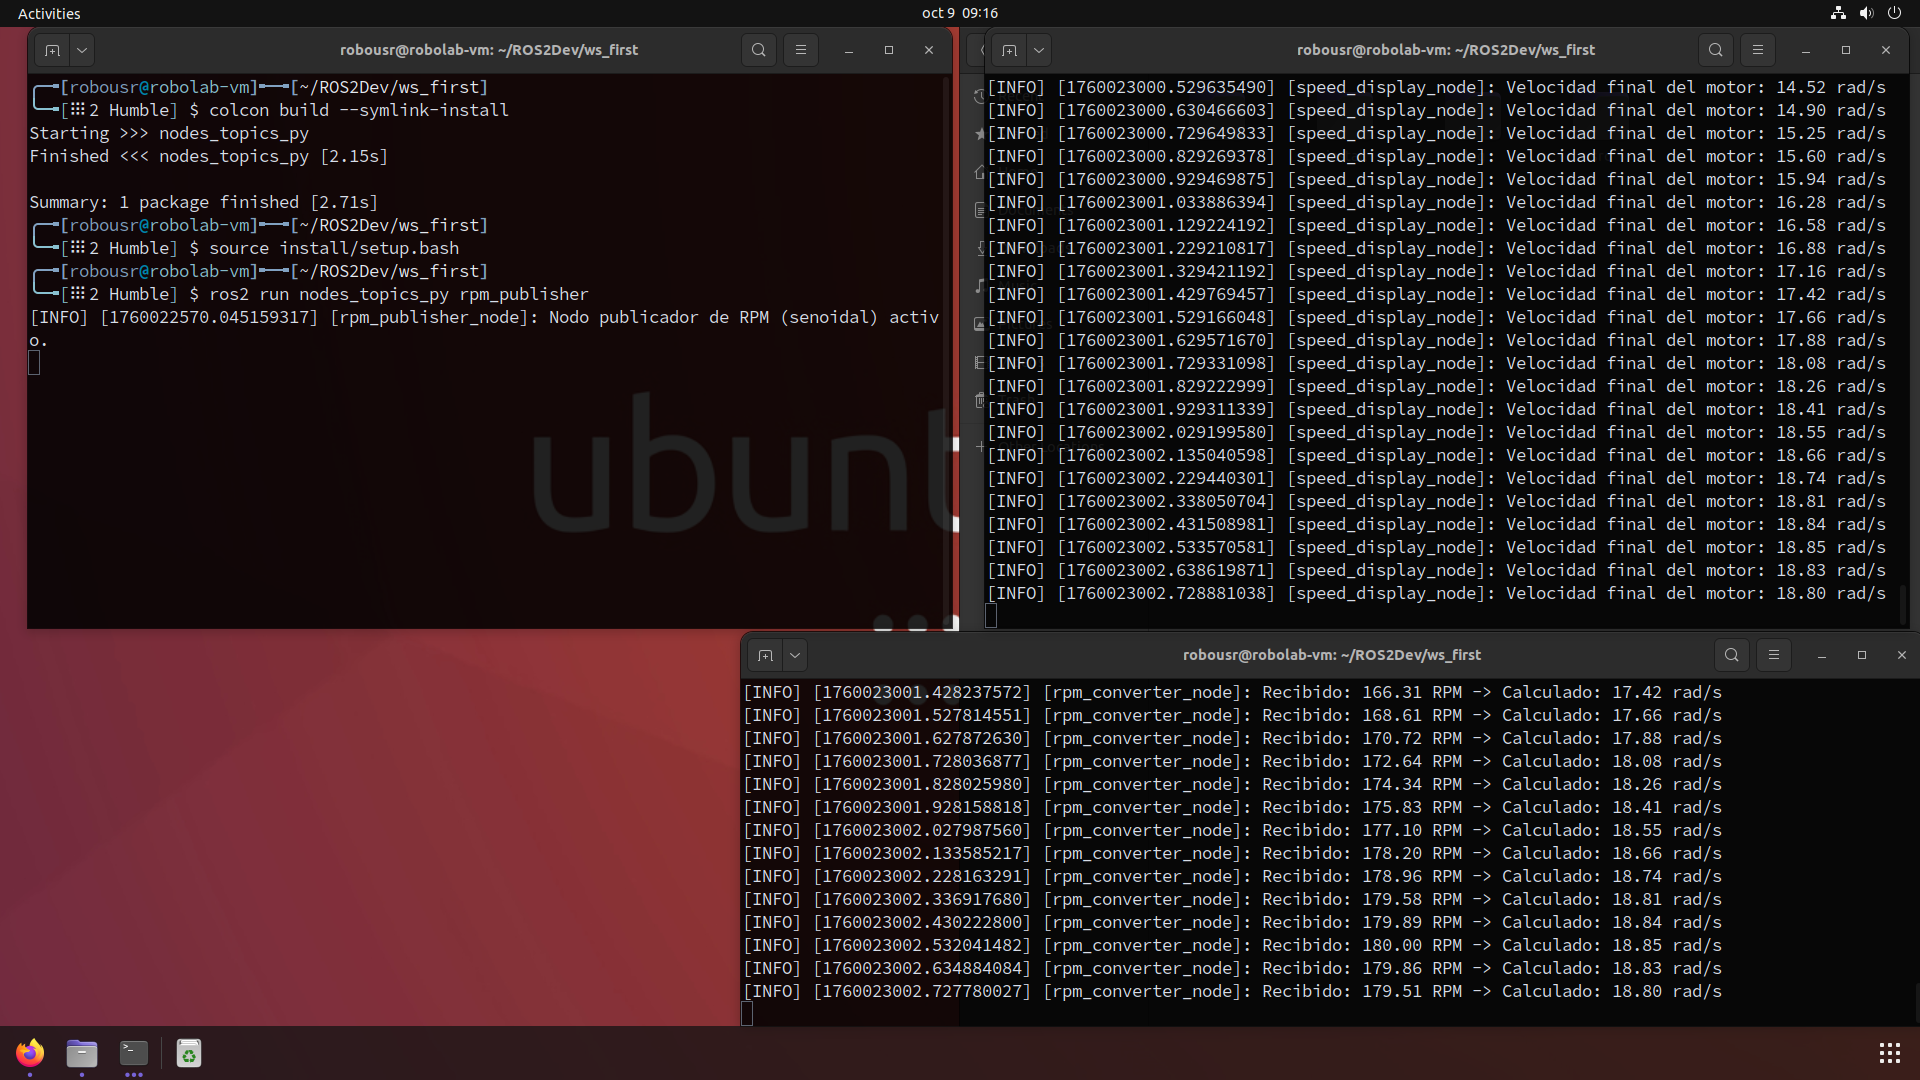 Activities
oct 9 09:16
robousr@robolab-vm: ~/ROS2Dev/ws_first
[robousr@robolab-vm]──[~/ROS2Dev/ws_first]
[2 Humble] $ colcon build --symlink-install
Starting >>> nodes_topics_py
Finished <<< nodes_topics_py [2.15s]
Summary: 1 package finished [2.71s]
[robousr@robolab-vm]──[~/ROS2Dev/ws_first]
[2 Humble] $ source install/setup.bash
[robousr@robolab-vm]──[~/ROS2Dev/ws_first]
[2 Humble] $ ros2 run nodes_topics_py rpm_publisher
[INFO] [1760022570.045159317] [rpm_publisher_node]: Nodo publicador de RPM (senoidal) activ
o.
ubunt
robousr@robolab-vm: ~/ROS2Dev/ws_first
[INFO] [1760023000.529635490] [speed_display_node]: Velocidad final del motor: 14.52 rad/s
[INFO] [1760023000.630466603] [speed_display_node]: Velocidad final del motor: 14.90 rad/s
[INFO] [1760023000.729649833] [speed_display_node]: Velocidad final del motor: 15.25 rad/s
[INFO] [1760023000.829269378] [speed_display_node]: Velocidad final del motor: 15.60 rad/s
[INFO] [1760023000.929469875] [speed_display_node]: Velocidad final del motor: 15.94 rad/s
[INFO] [1760023001.033886394] [speed_display_node]: Velocidad final del motor: 16.28 rad/s
[INFO] [1760023001.129224192] [speed_display_node]: Velocidad final del motor: 16.58 rad/s
[INFO] [1760023001.229210817] [speed_display_node]: Velocidad final del motor: 16.88 rad/s
[INFO] [1760023001.329421192] [speed_display_node]: Velocidad final del motor: 17.16 rad/s
[INFO] [1760023001.429769457] [speed_display_node]: Velocidad final del motor: 17.42 rad/s
[INFO] [1760023001.529166048] [speed_display_node]: Velocidad final del motor: 17.66 rad/s
[INFO] [1760023001.629571670] [speed_display_node]: Velocidad final del motor: 17.88 rad/s
[INFO] [1760023001.729331098] [speed_display_node]: Velocidad final del motor: 18.08 rad/s
[INFO] [1760023001.829222999] [speed_display_node]: Velocidad final del motor: 18.26 rad/s
[INFO] [1760023001.929311339] [speed_display_node]: Velocidad final del motor: 18.41 rad/s
[INFO] [1760023002.029199580] [speed_display_node]: Velocidad final del motor: 18.55 rad/s
[INFO] [1760023002.135040598] [speed_display_node]: Velocidad final del motor: 18.66 rad/s
[INFO] [1760023002.229440301] [speed_display_node]: Velocidad final del motor: 18.74 rad/s
[INFO] [1760023002.338050704] [speed_display_node]: Velocidad final del motor: 18.81 rad/s
[INFO] [1760023002.431508981] [speed_display_node]: Velocidad final del motor: 18.84 rad/s
[INFO] [1760023002.533570581] [speed_display_node]: Velocidad final del motor: 18.85 rad/s
[INFO] [1760023002.638619871] [speed_display_node]: Velocidad final del motor: 18.83 rad/s
[INFO] [1760023002.728881038] [speed_display_node]: Velocidad final del motor: 18.80 rad/s
robousr@robolab-vm: ~/ROS2Dev/ws_first
[INFO] [1760023001.428237572] [rpm_converter_node]: Recibido: 166.31 RPM -> Calculado: 17.42 rad/s
[INFO] [1760023001.527814551] [rpm_converter_node]: Recibido: 168.61 RPM -> Calculado: 17.66 rad/s
[INFO] [1760023001.627872630] [rpm_converter_node]: Recibido: 170.72 RPM -> Calculado: 17.88 rad/s
[INFO] [1760023001.728036877] [rpm_converter_node]: Recibido: 172.64 RPM -> Calculado: 18.08 rad/s
[INFO] [1760023001.828025980] [rpm_converter_node]: Recibido: 174.34 RPM -> Calculado: 18.26 rad/s
[INFO] [1760023001.928158818] [rpm_converter_node]: Recibido: 175.83 RPM -> Calculado: 18.41 rad/s
[INFO] [1760023002.027987560] [rpm_converter_node]: Recibido: 177.10 RPM -> Calculado: 18.55 rad/s
[INFO] [1760023002.133585217] [rpm_converter_node]: Recibido: 178.20 RPM -> Calculado: 18.66 rad/s
[INFO] [1760023002.228163291] [rpm_converter_node]: Recibido: 178.96 RPM -> Calculado: 18.74 rad/s
[INFO] [1760023002.336917680] [rpm_converter_node]: Recibido: 179.58 RPM -> Calculado: 18.81 rad/s
[INFO] [1760023002.430222800] [rpm_converter_node]: Recibido: 179.89 RPM -> Calculado: 18.84 rad/s
[INFO] [1760023002.532041482] [rpm_converter_node]: Recibido: 180.00 RPM -> Calculado: 18.85 rad/s
[INFO] [1760023002.634884084] [rpm_converter_node]: Recibido: 179.86 RPM -> Calculado: 18.83 rad/s
[INFO] [1760023002.727780027] [rpm_converter_node]: Recibido: 179.51 RPM -> Calculado: 18.80 rad/s